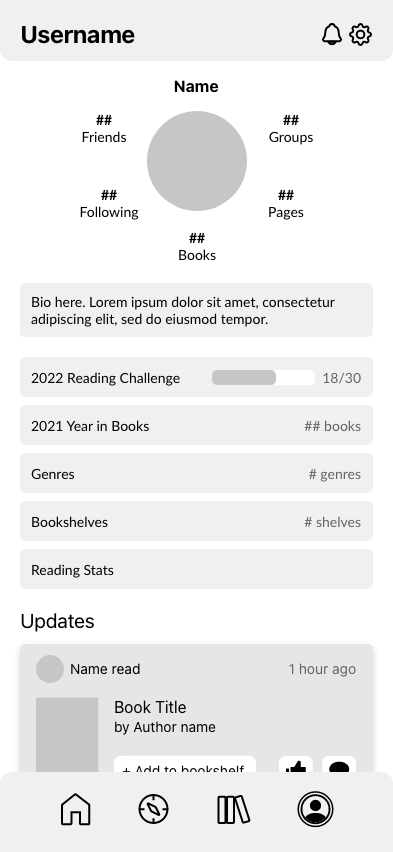 Username
Name
##
Friends
##
Groups
##
Following
##
Pages
##
Books
Bio here. Lorem ipsum dolor sit amet, consectetur
adipiscing elit, sed do eiusmod tempor.
2022 Reading Challenge 18/30
2021 Year in Books ## books
Genres # genres
Bookshelves # shelves
Reading Stats
Updates
Name read 1 hour ago
Book Title
by Author name
+ Add to bookshelf